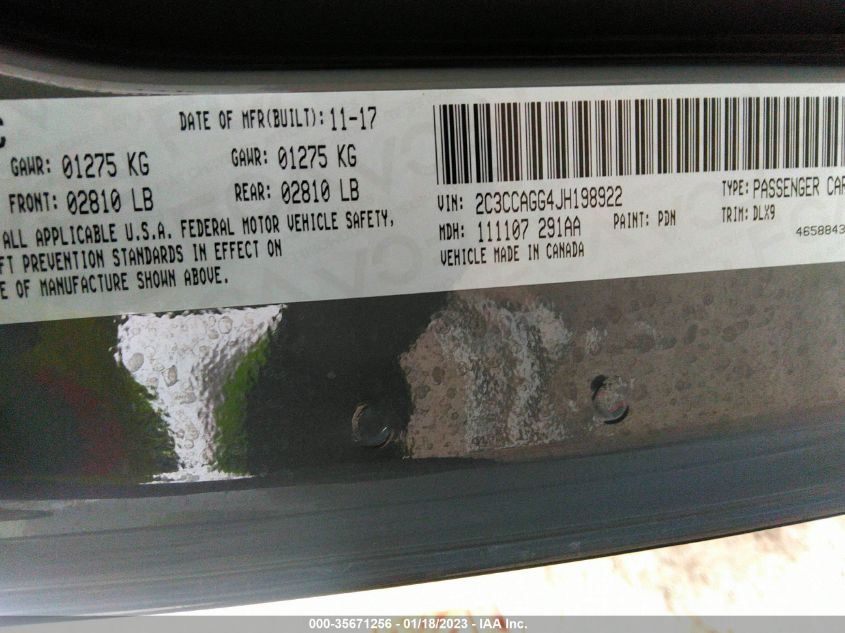 C
DATE OF MFR(BUILT): 11-17
GAWR: 01275 KG GAWR: 01275 KG
FRONT: 02810 LB REAR: 02810 LB
ALL APPLICABLE U.S.A. FEDERAL MOTOR VEHICLE SAFETY,
FT PREVENTION STANDARDS IN EFFECT ON
E OF MANUFACTURE SHOWN ABOVE.
VIN: 2C3CCAGG4JH198922 TYPE: PASSENGER CAR
MDH: 111107 291AA PAINT: PDN TRIM: DLX9
VEHICLE MADE IN CANADA 4658843
000-35671256 / 01/18/2023 / IAA Inc.